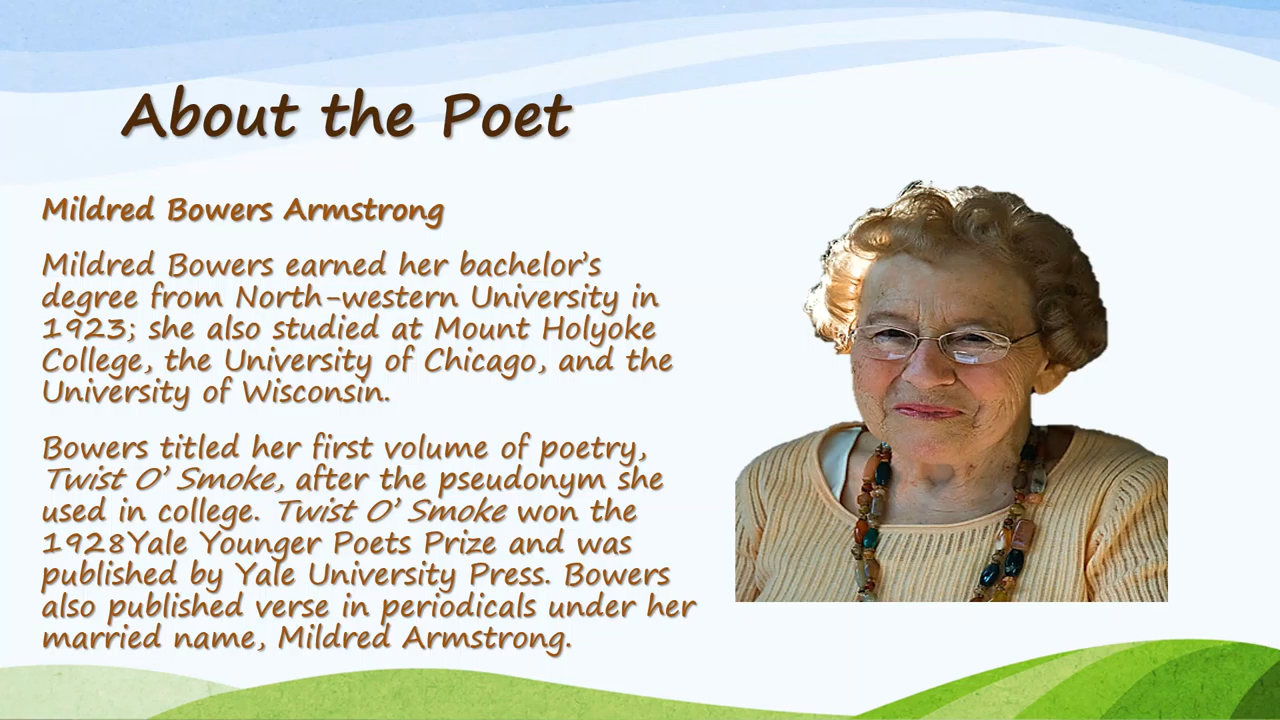 About the Poet
Mildred Bowers Armstrong
Mildred Bowers earned her bachelor’s
degree from North-western University in
1923; she also studied at Mount Holyoke
College, the University of Chicago, and the
University of Wisconsin.
Bowers titled her first volume of poetry,
Twist O’ Smoke, after the pseudonym she
used in college. Twist O’ Smoke won the
1928Yale Younger Poets Prize and was
published by Yale University Press. Bowers
also published verse in periodicals under her
married name, Mildred Armstrong.